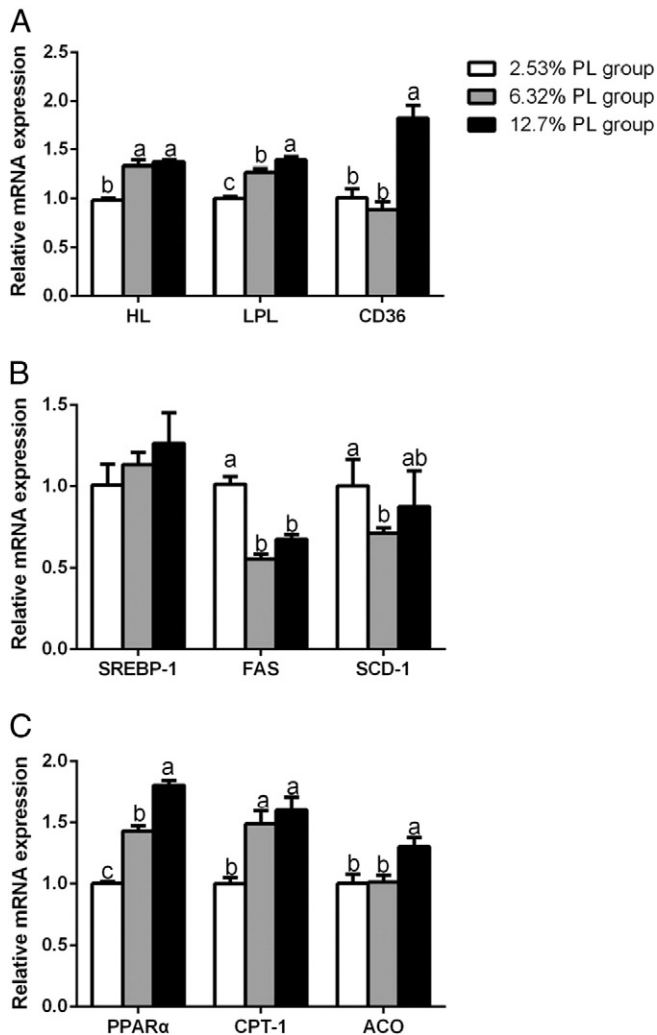 A
Relative mRNA expression
2.5
2.0
1.5
1.0
0.5
0.0
b a a
c b a
b b a
HL LPL CD36
2.53% PL group
6.32% PL group
12.7% PL group
B
Relative mRNA expression
1.5
1.0
0.5
0.0
a b b
a b ab
SREBP-1 FAS SCD-1
C
Relative mRNA expression
2.0
1.5
1.0
0.5
0.0
c b a
b a a
b b a
PPARα CPT-1 ACO